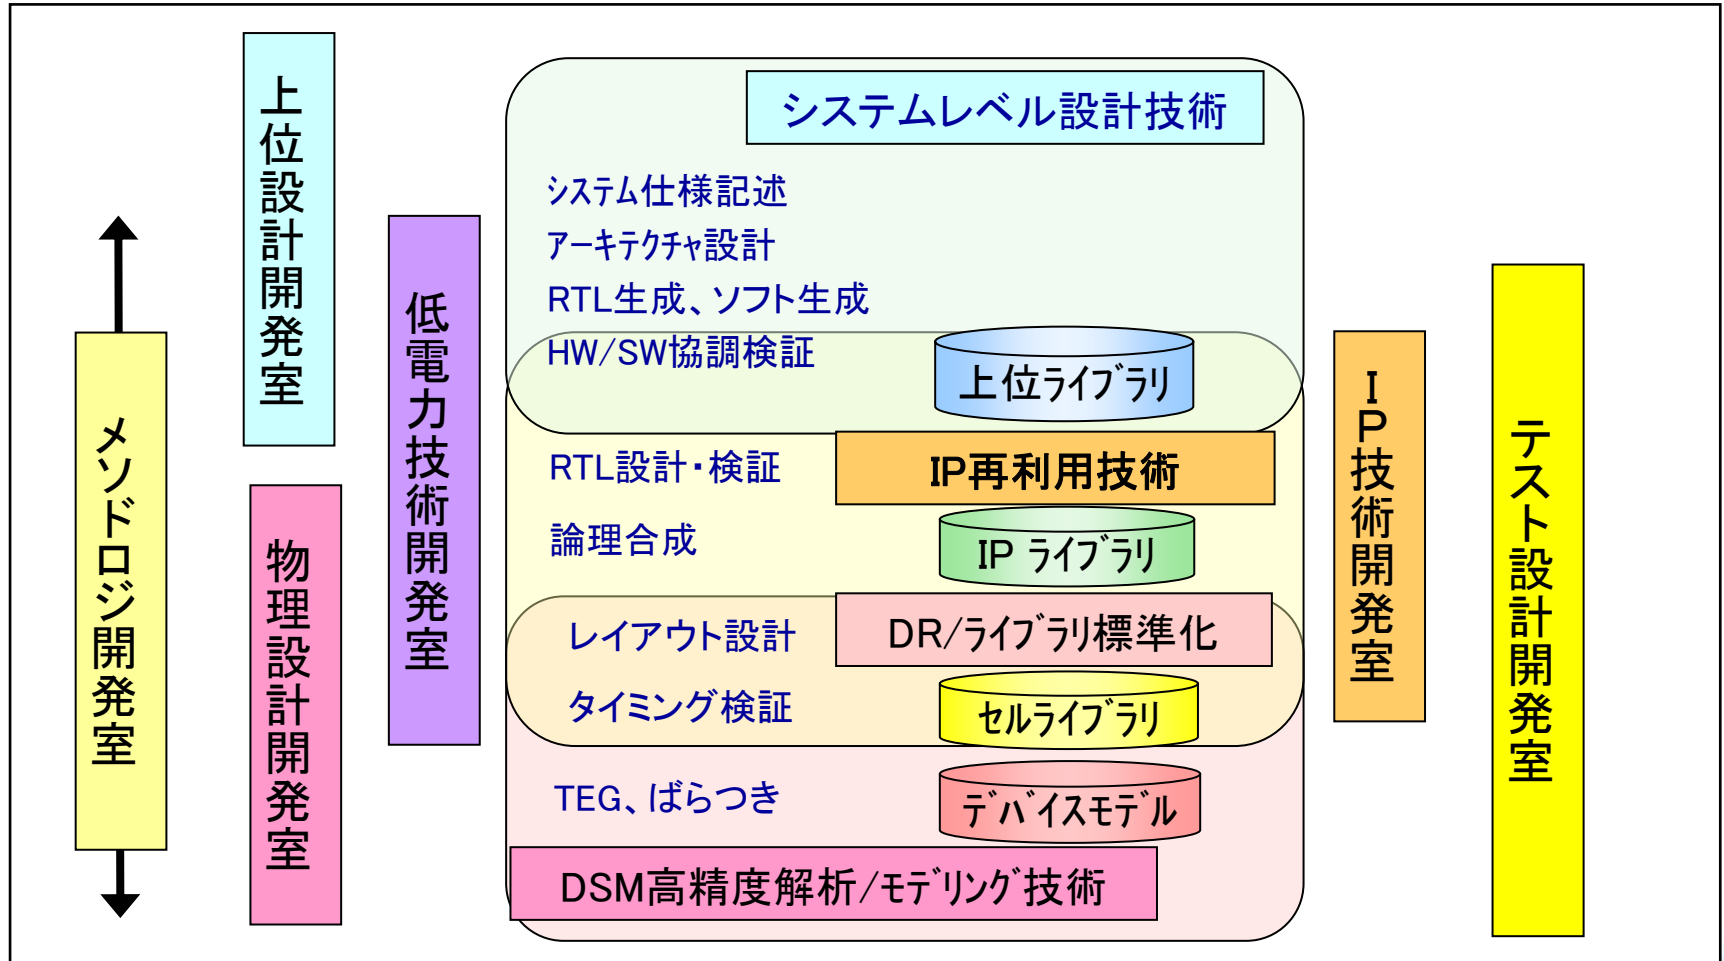 メソドロジ開発室
上位設計開発室
物理設計開発室
低電力技術開発室
システムレベル設計技術
ｼｽﾃﾑ仕様記述
ｱｰｷﾃｸﾁｬ設計
RTL生成、ソフト生成
HW/SW協調検証
上位ﾗｲﾌﾞﾗﾘ
RTL設計・検証
IP再利用技術
論理合成
IP ﾗｲﾌﾞﾗﾘ
レイアウト設計
DR/ﾗｲﾌﾞﾗﾘ標準化
タイミング検証
ｾﾙﾗｲﾌﾞﾗﾘ
TEG、ばらつき
ﾃﾞﾊﾞｲｽﾓﾃﾞﾙ
DSM高精度解析/ﾓﾃﾞﾘﾝｸﾞ技術
ＩＰ技術開発室
テスト設計開発室